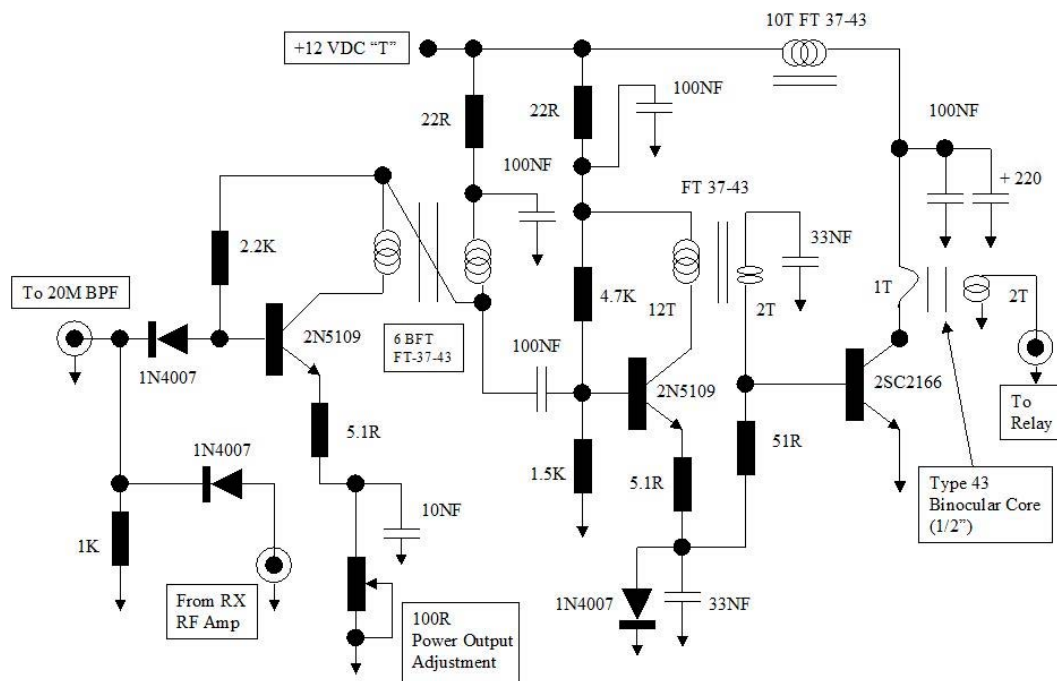 10T FT 37-43
+12 VDC “T”
100NF
100NF
22R
22R
100NF
FT 37-43
+ 220
33NF
2.2K
To 20M BPF
4.7K
1T
2T
12T
2T
2N5109
6 BFT
FT-37-43
100NF
1N4007
2N5109
2SC2166
To
Relay
5.1R
51R
1N4007
1.5K
5.1R
Type 43
Binocular Core
(1/2”)
10NF
1K
1N4007
33NF
From RX
RF Amp
100R
Power Output
Adjustment